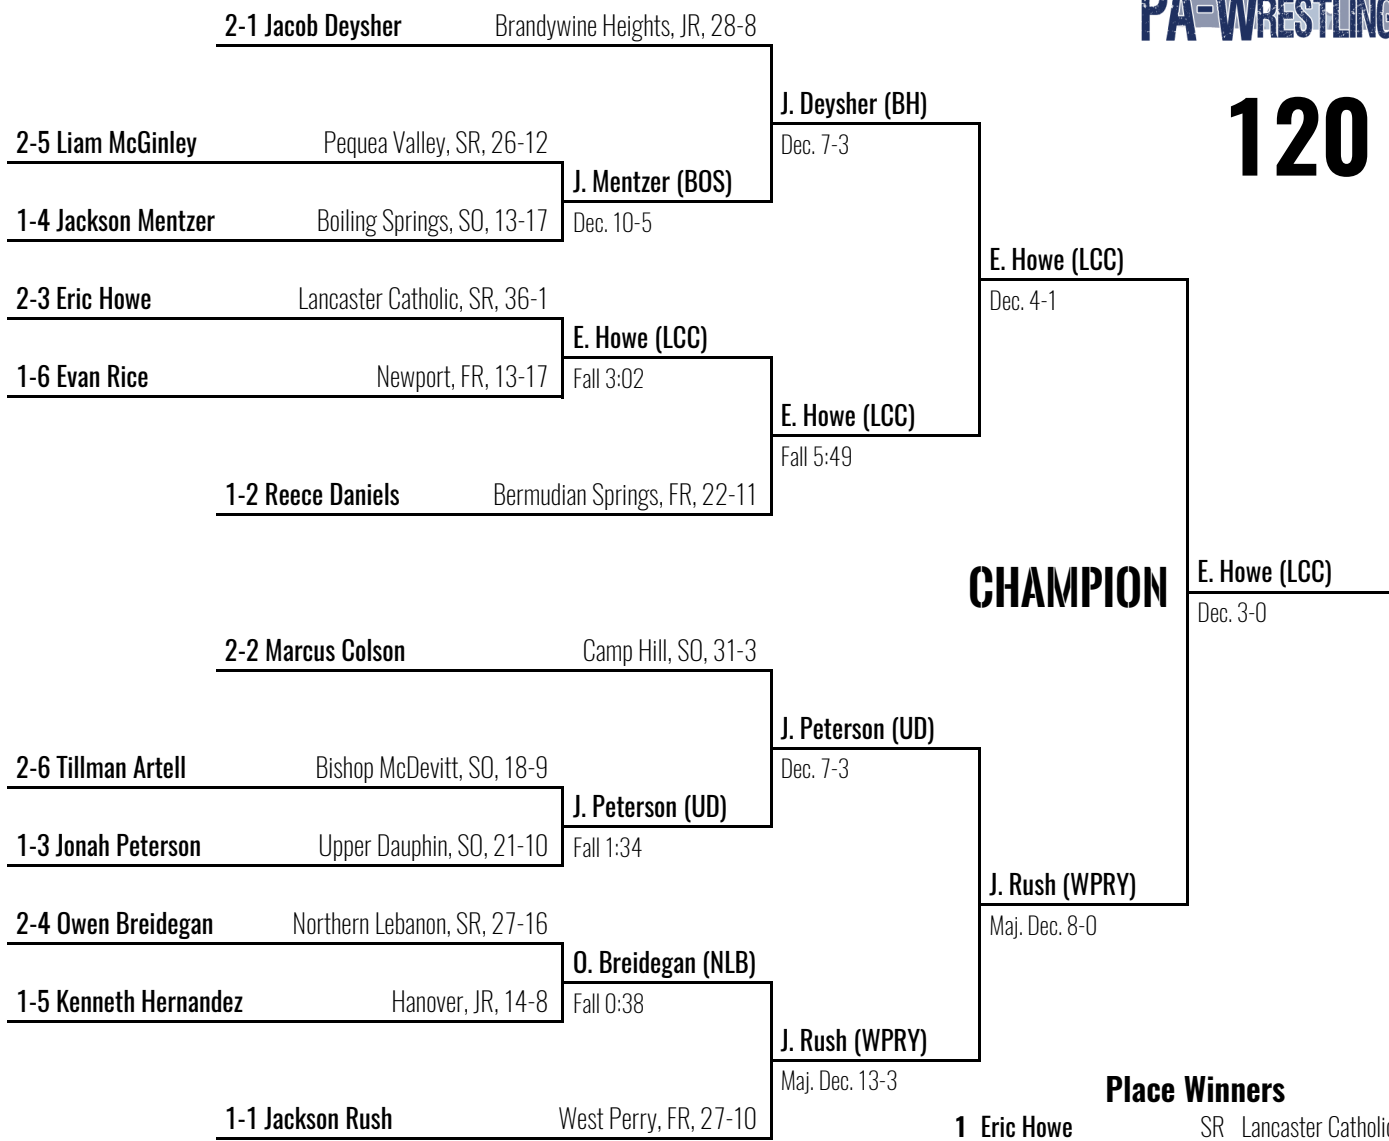 2-1 Jacob Deysher Brandywine Heights, JR, 28-8
PA-WRESTLING
120
J. Deysher (BH)
Dec. 7-3
2-5 Liam McGinley Pequea Valley, SR, 26-12
J. Mentzer (BOS)
Dec. 10-5
1-4 Jackson Mentzer Boiling Springs, SO, 13-17
E. Howe (LCC)
Dec. 4-1
2-3 Eric Howe Lancaster Catholic, SR, 36-1
E. Howe (LCC)
Fall 3:02
1-6 Evan Rice Newport, FR, 13-17
E. Howe (LCC)
Fall 5:49
1-2 Reece Daniels Bermudian Springs, FR, 22-11
CHAMPION
E. Howe (LCC)
Dec. 3-0
2-2 Marcus Colson Camp Hill, SO, 31-3
J. Peterson (UD)
Dec. 7-3
2-6 Tillman Artell Bishop McDevitt, SO, 18-9
J. Peterson (UD)
Fall 1:34
1-3 Jonah Peterson Upper Dauphin, SO, 21-10
J. Rush (WPRY)
Maj. Dec. 8-0
2-4 Owen Breidegan Northern Lebanon, SR, 27-16
O. Breidegan (NLB)
Fall 0:38
1-5 Kenneth Hernandez Hanover, JR, 14-8
J. Rush (WPRY)
Maj. Dec. 13-3
1-1 Jackson Rush West Perry, FR, 27-10
Place Winners
1 Eric Howe SR Lancaster Catholic